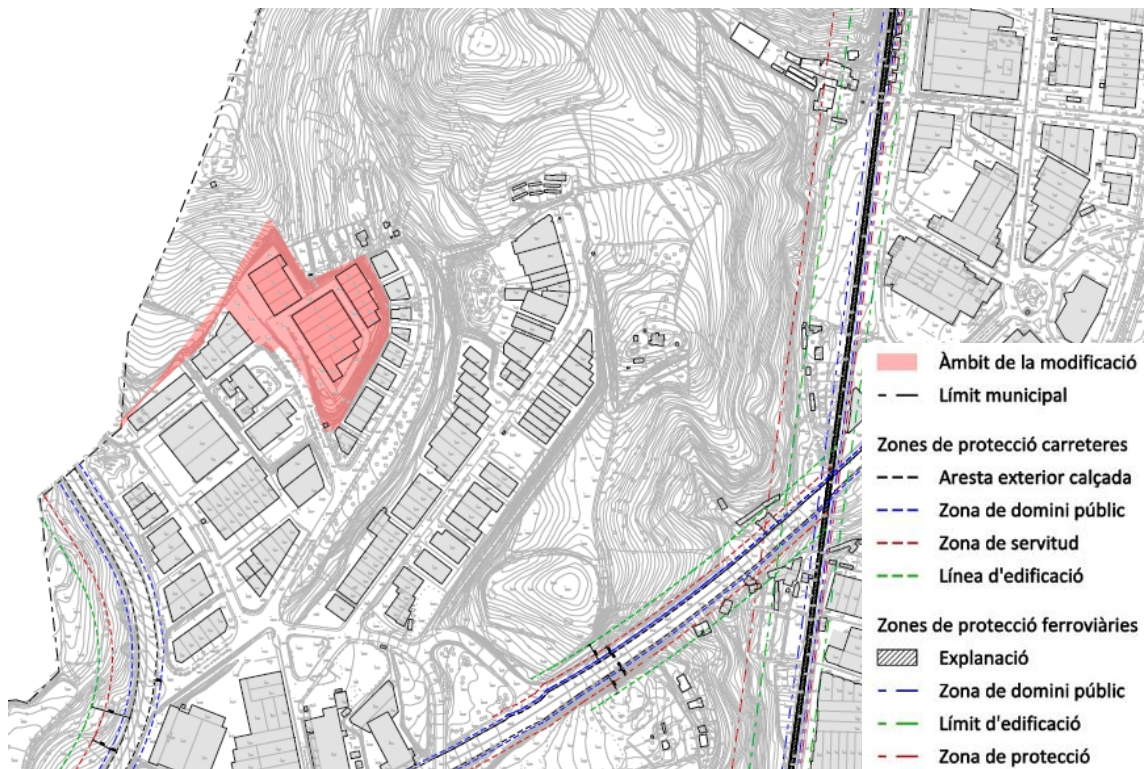 Àmbit de la modificació
Límit municipal
Zones de protecció carreteres
Aresta exterior calçada
Zona de domini públic
Zona de servitud
Línea d'edificació
Zones de protecció ferroviàries
Explanació
Zona de domini públic
Límit d'edificació
Zona de protecció